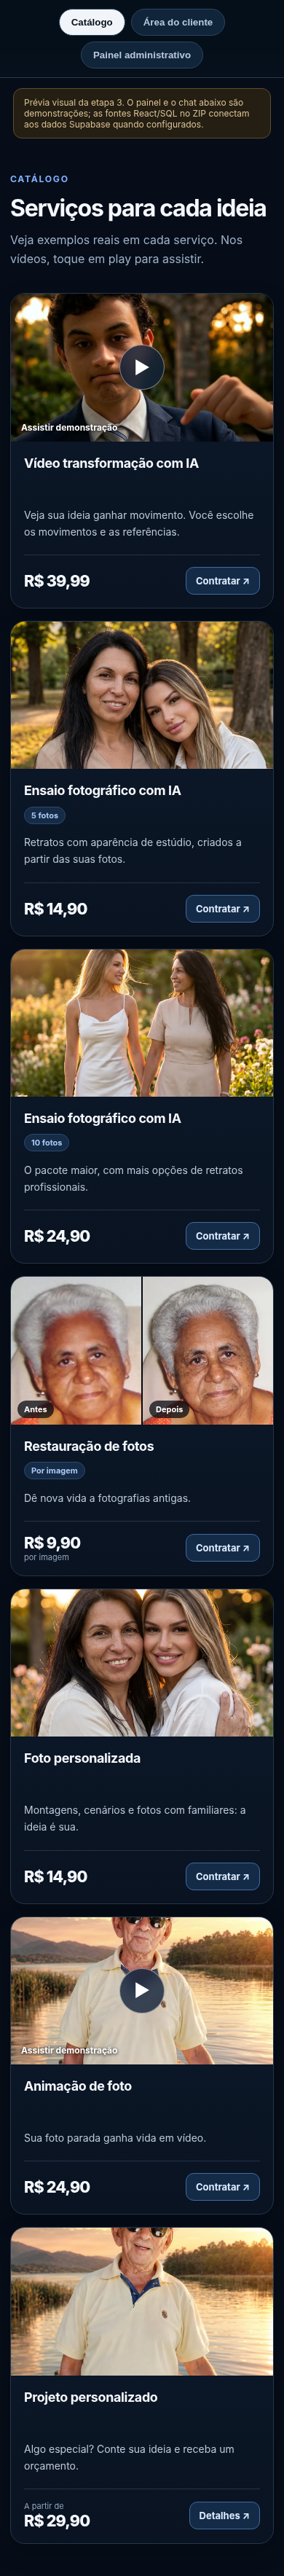 Catálogo
Área do cliente
Painel administrativo
Prévia visual da etapa 3. O painel e o chat abaixo são
demonstrações; as fontes React/SQL no ZIP conectam
aos dados Supabase quando configurados.
CATÁLOGO
Serviços para cada ideia
Veja exemplos reais em cada serviço. Nos
vídeos, toque em play para assistir.
Assistir demonstração
Vídeo transformação com IA
Veja sua ideia ganhar movimento. Você escolhe
os movimentos e as referências.
R$ 39,99
Contratar ↗
Ensaio fotográfico com IA
5 fotos
Retratos com aparência de estúdio, criados a
partir das suas fotos.
R$ 14,90
Contratar ↗
Ensaio fotográfico com IA
10 fotos
O pacote maior, com mais opções de retratos
profissionais.
R$ 24,90
Contratar ↗
Antes
Depois
Restauração de fotos
Por imagem
Dê nova vida a fotografias antigas.
R$ 9,90
por imagem
Contratar ↗
Foto personalizada
Montagens, cenários e fotos com familiares: a
ideia é sua.
R$ 14,90
Contratar ↗
Assistir demonstração
Animação de foto
Sua foto parada ganha vida em vídeo.
R$ 24,90
Contratar ↗
Projeto personalizado
Algo especial? Conte sua ideia e receba um
orçamento.
A partir de
R$ 29,90
Detalhes ↗